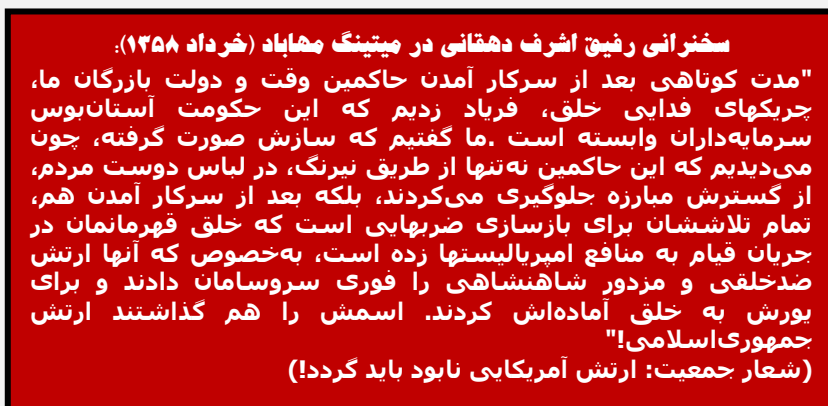 سخنرانی رفیق اشرف دهقانی در میتینگ مهاباد (خرداد ۱۳۵۸):
"مدت کوتاهی بعد از سرکار آمدن حاکمین وقت و دولت بازرگان ما،
چریکهای فدایی خلق، فریاد زدیم که این حکومت آستان‌بوس
سرمایه‌داران وابسته است .ما گفتیم که سازش صورت گرفته، چون
می‌دیدیم که این حاکمین نه‌تنها از طریق نیرنگ، در لباس دوست مردم،
از گسترش مبارزه جلوگیری می‌کردند، بلکه بعد از سرکار آمدن هم،
تمام تلاششان برای بازسازی ضربهایی است که خلق قهرمانمان در
جریان قیام به منافع امپریالیستها زده است، به‌خصوص که آنها ارتش
ضدخلقی و مزدور شاهنشاهی را فوری سروسامان دادند و برای
یورش به خلق آماده‌اش کردند. اسمش را هم گذاشتند ارتش
جمهوری‌اسلامی!"
(شعار جمعیت: ارتش آمریکایی نابود باید گردد!)